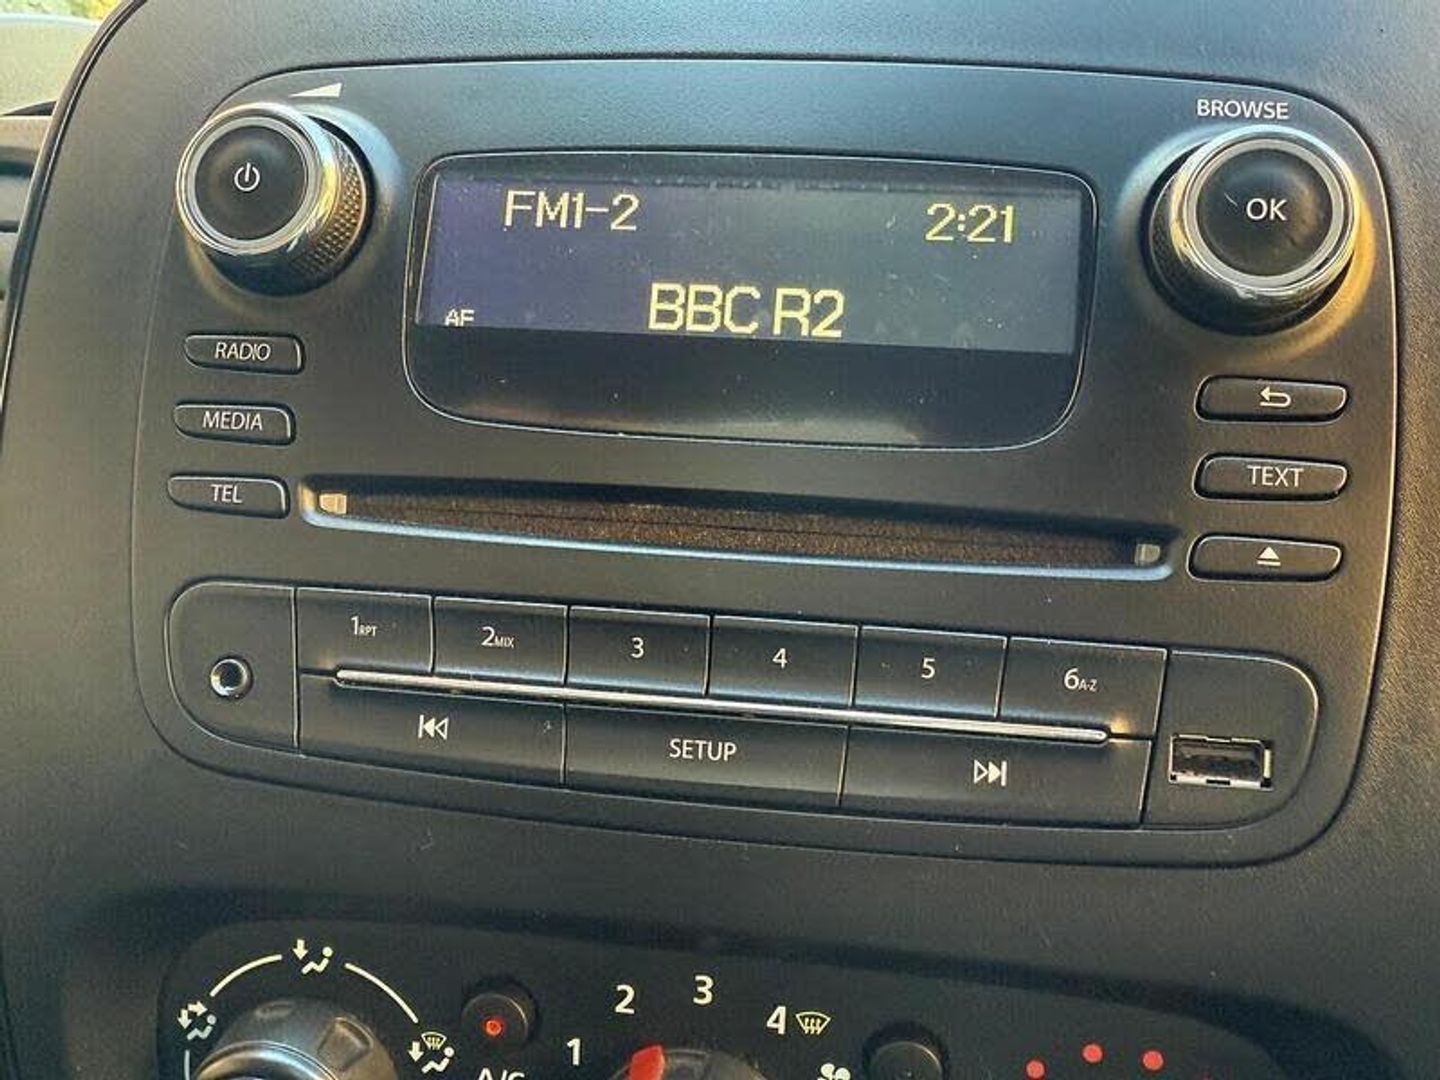 BROWSE
OK
FM1-2 2:21
AF BBC R2
RADIO
MEDIA
TEL
TEXT
1RPT 2MIX 3 4 5 6A-Z
SETUP
1 2 3 4
A/C